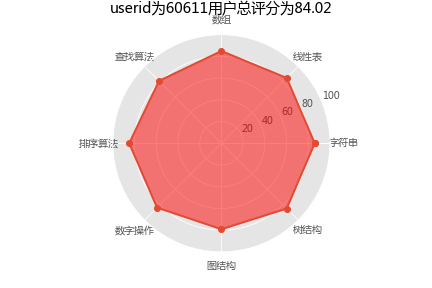 userid为60611用户总评分为84.02
数组
查找算法
线性表
100
80
60
40
20
排序算法
字符串
数字操作
树结构
图结构